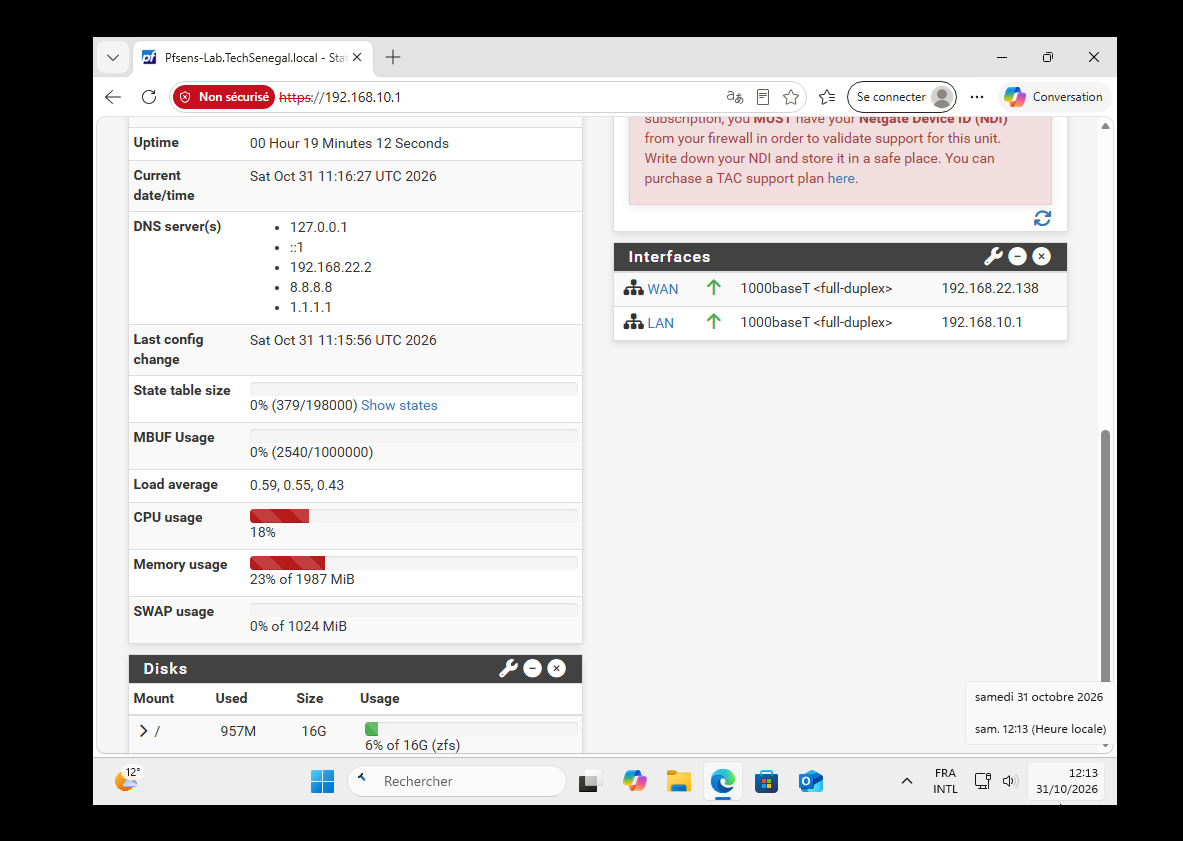 Pfsens-Lab.TechSenegal.local - Sta
Non sécurisé https://192.168.10.1
Se connecter
Conversation
Uptime 00 Hour 19 Minutes 12 Seconds
Current date/time Sat Oct 31 11:16:27 UTC 2026
DNS server(s)
127.0.0.1
::1
192.168.22.2
8.8.8.8
1.1.1.1
Last config change Sat Oct 31 11:15:56 UTC 2026
State table size
0% (379/198000) Show states
MBUF Usage
0% (2540/1000000)
Load average 0.59, 0.55, 0.43
CPU usage
18%
Memory usage
23% of 1987 MiB
SWAP usage
0% of 1024 MiB
Disks
Mount Used Size Usage
/ 957M 16G
6% of 16G (zfs)
subscription, you MUST have your Netgate Device ID (NDI)
from your firewall in order to validate support for this unit.
Write down your NDI and store it in a safe place. You can
purchase a TAC support plan here.
Interfaces
WAN 1000baseT <full-duplex> 192.168.22.138
LAN 1000baseT <full-duplex> 192.168.10.1
samedi 31 octobre 2026
sam. 12:13 (Heure locale)
12°
Rechercher
FRA
INTL
12:13
31/10/2026